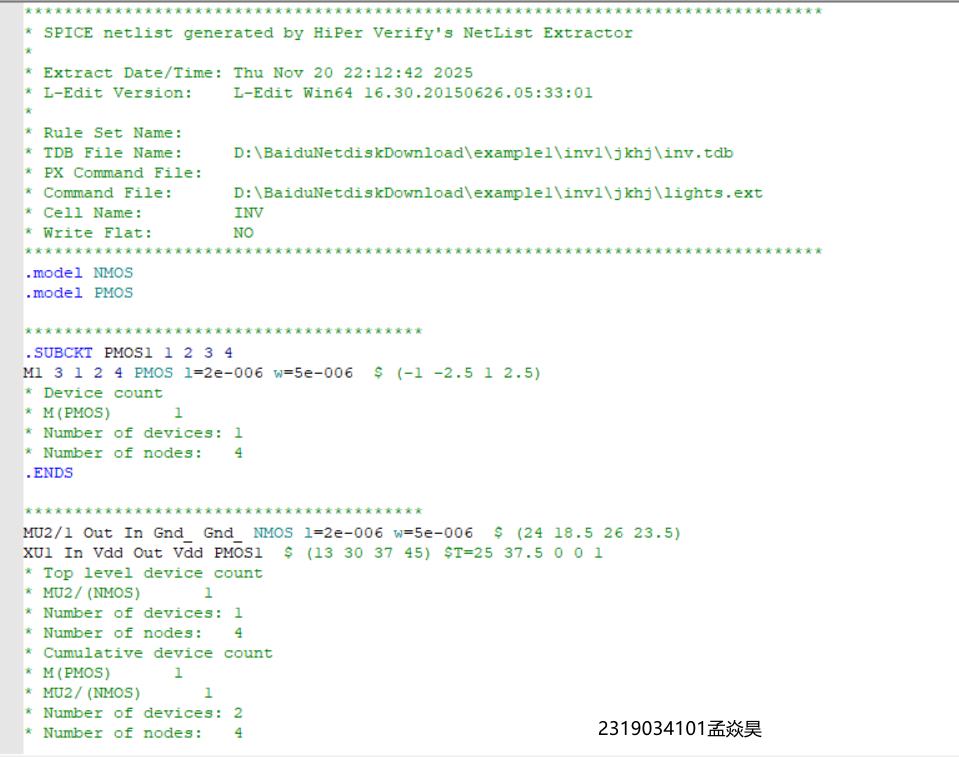 ********************************************************************************
* SPICE netlist generated by HiPer Verify's NetList Extractor
*
* Extract Date/Time: Thu Nov 20 22:12:42 2025
* L-Edit Version:    L-Edit Win64 16.30.20150626.05:33:01
*
* Rule Set Name:
* TDB File Name:     D:\BaiduNetdiskDownload\example1\inv1\jkhj\inv.tdb
* PX Command File:
* Command File:      D:\BaiduNetdiskDownload\example1\inv1\jkhj\lights.ext
* Cell Name:         INV
* Write Flat:        NO
********************************************************************************
.model NMOS
.model PMOS
****************************************
.SUBCKT PMOS1 1 2 3 4
M1 3 1 2 4 PMOS l=2e-006 w=5e-006  $ (-1 -2.5 1 2.5)
* Device count
* M(PMOS)      1
* Number of devices: 1
* Number of nodes:   4
.ENDS
****************************************
MU2/1 Out In Gnd_ Gnd_ NMOS l=2e-006 w=5e-006  $ (24 18.5 26 23.5)
XU1 In Vdd Out Vdd PMOS1  $ (13 30 37 45) $T=25 37.5 0 0 1
* Top level device count
* MU2/(NMOS)      1
* Number of devices: 1
* Number of nodes:   4
* Cumulative device count
* M(PMOS)      1
* MU2/(NMOS)      1
* Number of devices: 2
* Number of nodes:   4
2319034101孟焱昊